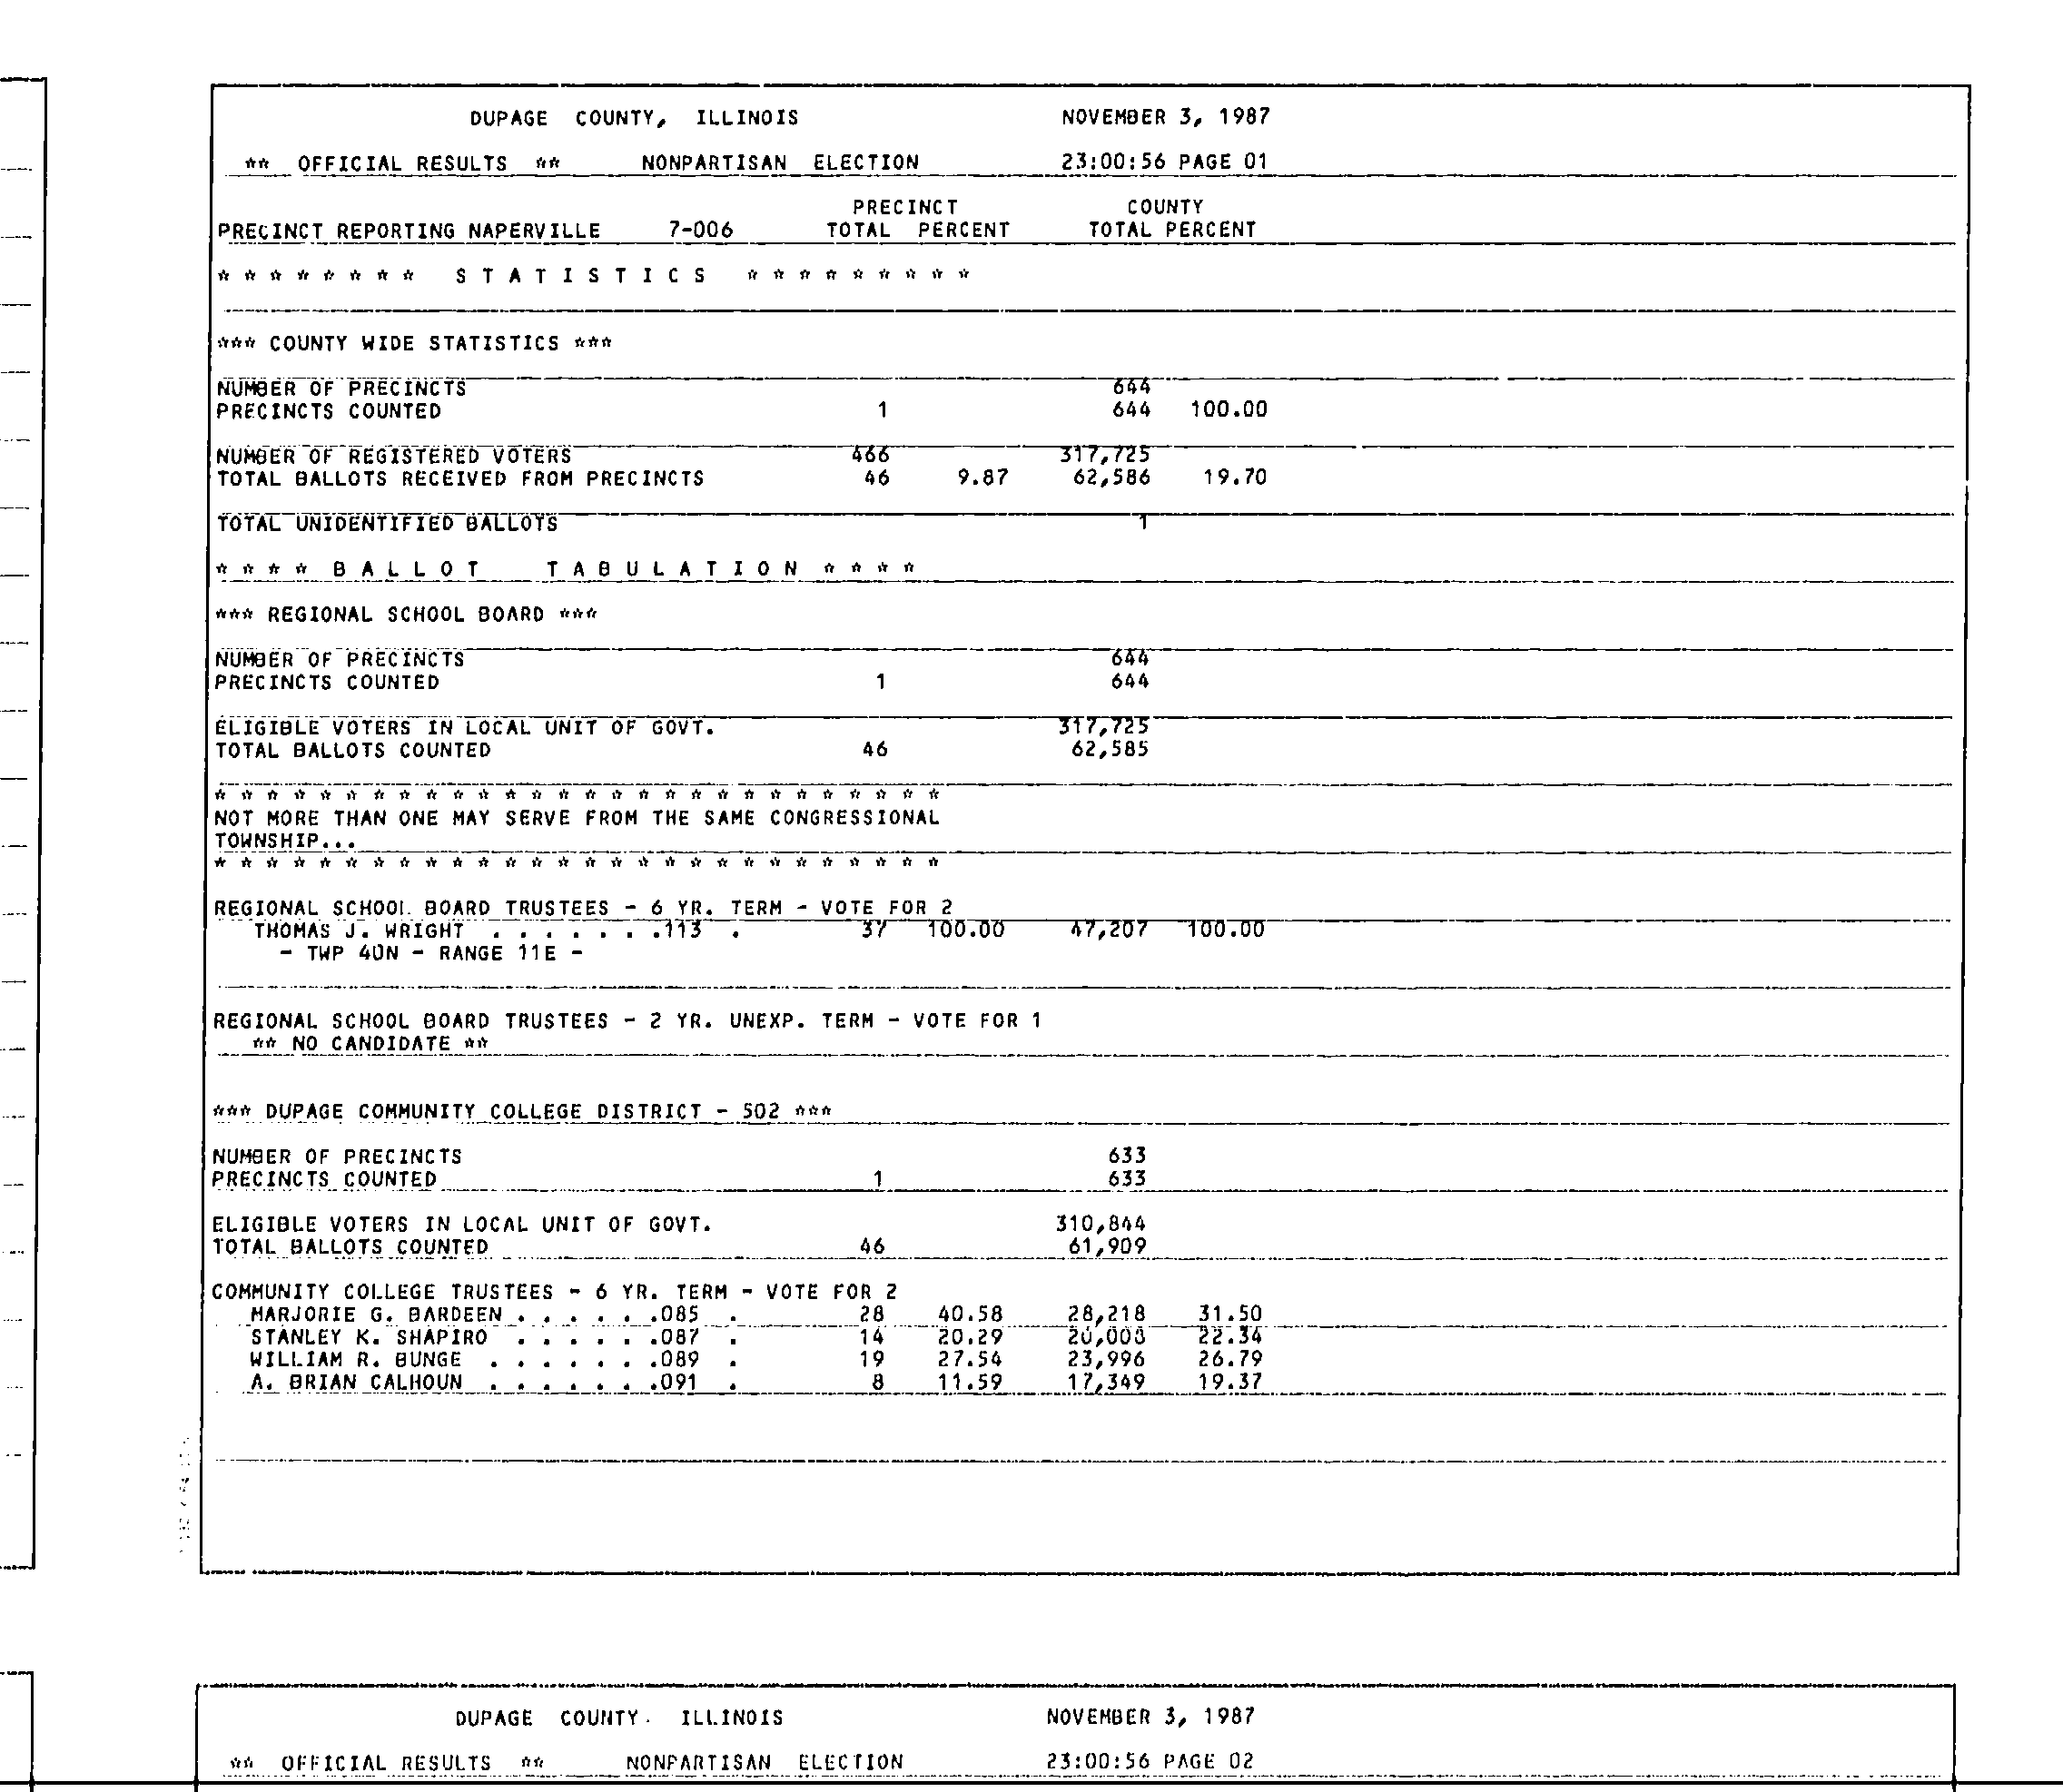 DUPAGE COUNTY, ILLINOIS NOVEMBER 3, 1987
** OFFICIAL RESULTS ** NONPARTISAN ELECTION 23:00:56 PAGE 01
PRECINCT COUNTY
PRECINCT REPORTING NAPERVILLE 7-006 TOTAL PERCENT TOTAL PERCENT
* * * * * * * * S T A T I S T I C S * * * * * * * * *
*** COUNTY WIDE STATISTICS ***
NUMBER OF PRECINCTS 644
PRECINCTS COUNTED 1 644 100.00
NUMBER OF REGISTERED VOTERS 466 317,725
TOTAL BALLOTS RECEIVED FROM PRECINCTS 46 9.87 62,586 19.70
TOTAL UNIDENTIFIED BALLOTS 1
* * * * B A L L O T T A B U L A T I O N * * * *
*** REGIONAL SCHOOL BOARD ***
NUMBER OF PRECINCTS 644
PRECINCTS COUNTED 1 644
ELIGIBLE VOTERS IN LOCAL UNIT OF GOVT. 317,725
TOTAL BALLOTS COUNTED 46 62,585
* * * * * * * * * * * * * * * * * * * * * * * * * * * *
NOT MORE THAN ONE MAY SERVE FROM THE SAME CONGRESSIONAL
TOWNSHIP...
* * * * * * * * * * * * * * * * * * * * * * * * * * * *
REGIONAL SCHOOL BOARD TRUSTEES - 6 YR. TERM - VOTE FOR 2
THOMAS J. WRIGHT . . . . . . .113 . 37 100.00 47,207 100.00
- TWP 40N - RANGE 11E -
REGIONAL SCHOOL BOARD TRUSTEES - 2 YR. UNEXP. TERM - VOTE FOR 1
** NO CANDIDATE **
*** DUPAGE COMMUNITY COLLEGE DISTRICT - 502 ***
NUMBER OF PRECINCTS 633
PRECINCTS COUNTED 1 633
ELIGIBLE VOTERS IN LOCAL UNIT OF GOVT. 310,844
TOTAL BALLOTS COUNTED 46 61,909
COMMUNITY COLLEGE TRUSTEES - 6 YR. TERM - VOTE FOR 2
MARJORIE G. BARDEEN . . . . . .085 . 28 40.58 28,218 31.50
STANLEY K. SHAPIRO . . . . . .087 . 14 20.29 20,008 22.34
WILLIAM R. BUNGE . . . . . . .089 . 19 27.54 23,996 26.79
A. BRIAN CALHOUN . . . . . . .091 . 8 11.59 17,349 19.37
DUPAGE COUNTY. ILLINOIS NOVEMBER 3, 1987
** OFFICIAL RESULTS ** NONPARTISAN ELECTION 23:00:56 PAGE 02